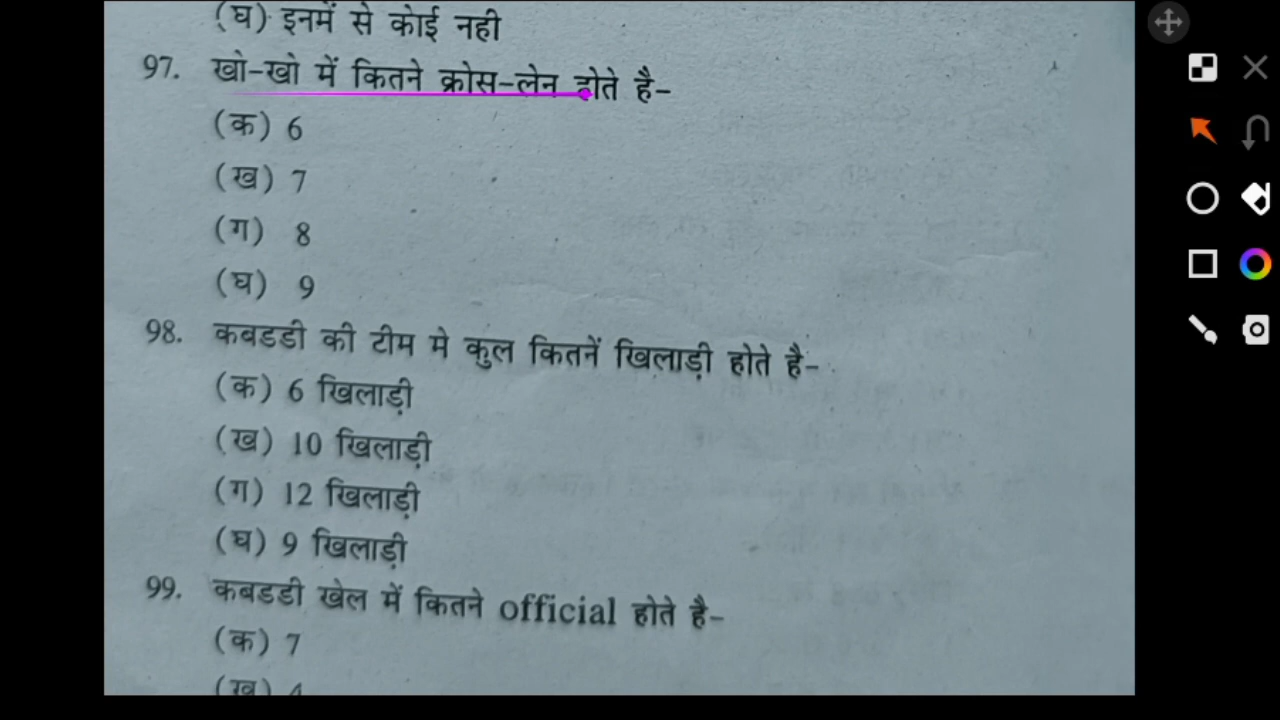 (घ) इनमें से कोई नही
97. खो-खो में कितने क्रोस-लेन होते है-
(क) 6
(ख) 7
(ग) 8
(घ) 9
98. कबडडी की टीम मे कुल कितनें खिलाड़ी होते है-
(क) 6 खिलाड़ी
(ख) 10 खिलाड़ी
(ग) 12 खिलाड़ी
(घ) 9 खिलाड़ी
99. कबडडी खेल में कितने official होते है-
(क) 7
(ख)